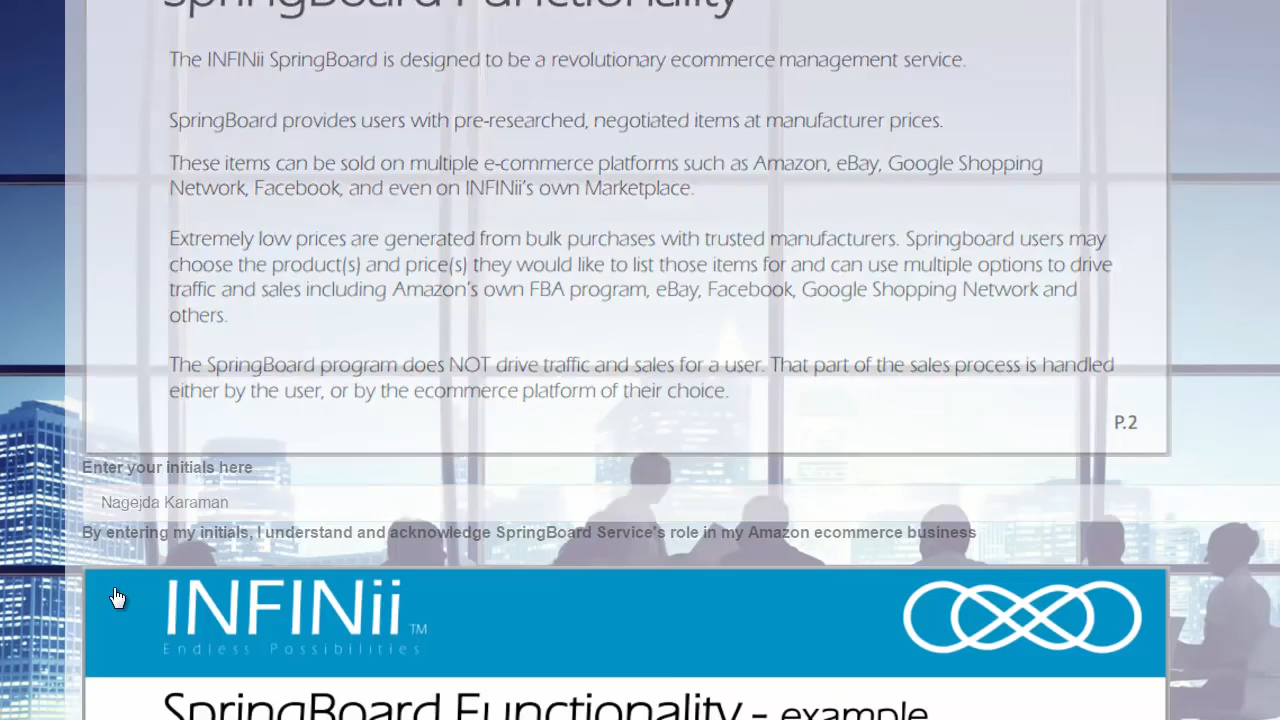 SpringBoard Functionality
The INFINii SpringBoard is designed to be a revolutionary ecommerce management service.
SpringBoard provides users with pre-researched, negotiated items at manufacturer prices.
These items can be sold on multiple e-commerce platforms such as Amazon, eBay, Google Shopping
Network, Facebook, and even on INFINii's own Marketplace.
Extremely low prices are generated from bulk purchases with trusted manufacturers. Springboard users may
choose the product(s) and price(s) they would like to list those items for and can use multiple options to drive
traffic and sales including Amazon's own FBA program, eBay, Facebook, Google Shopping Network and
others.
The SpringBoard program does NOT drive traffic and sales for a user. That part of the sales process is handled
either by the user, or by the ecommerce platform of their choice.
P.2
Enter your initials here
Nagejda Karaman
By entering my initials, I understand and acknowledge SpringBoard Service's role in my Amazon ecommerce business
INFINii TM
Endless Possibilities
SpringBoard Functionality - example